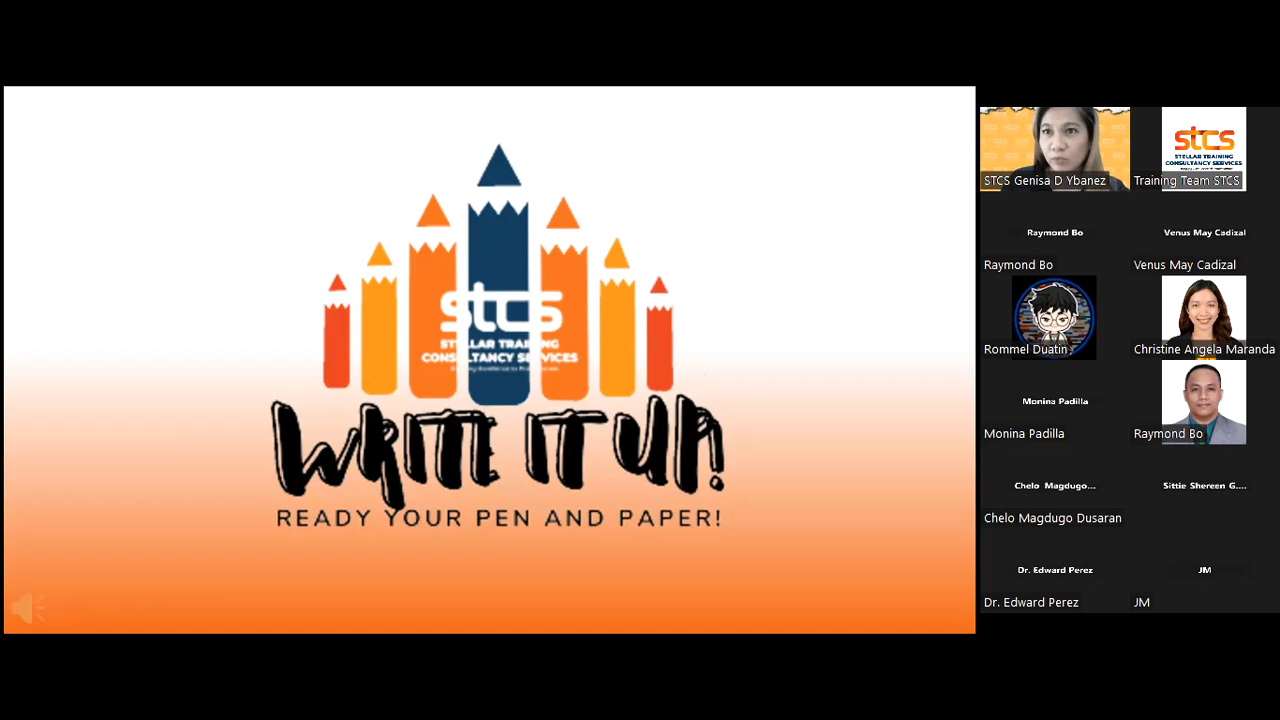 stcs
STELLAR TRAINING
CONSULTANCY SERVICES
WRITE IT UP!
READY YOUR PEN AND PAPER!
STCS Genisa D Ybanez
stcs
STELLAR TRAINING
CONSULTANCY SERVICES
Training Team STCS
Raymond Bo
Venus May Cadizal
Raymond Bo
Venus May Cadizal
Rommel Duatin
Christine Angela Maranda
Monina Padilla
Monina Padilla
Raymond Bo
Chelo Magdugo...
Sittie Shereen G....
Chelo Magdugo Dusaran
Dr. Edward Perez
JM
Dr. Edward Perez
JM